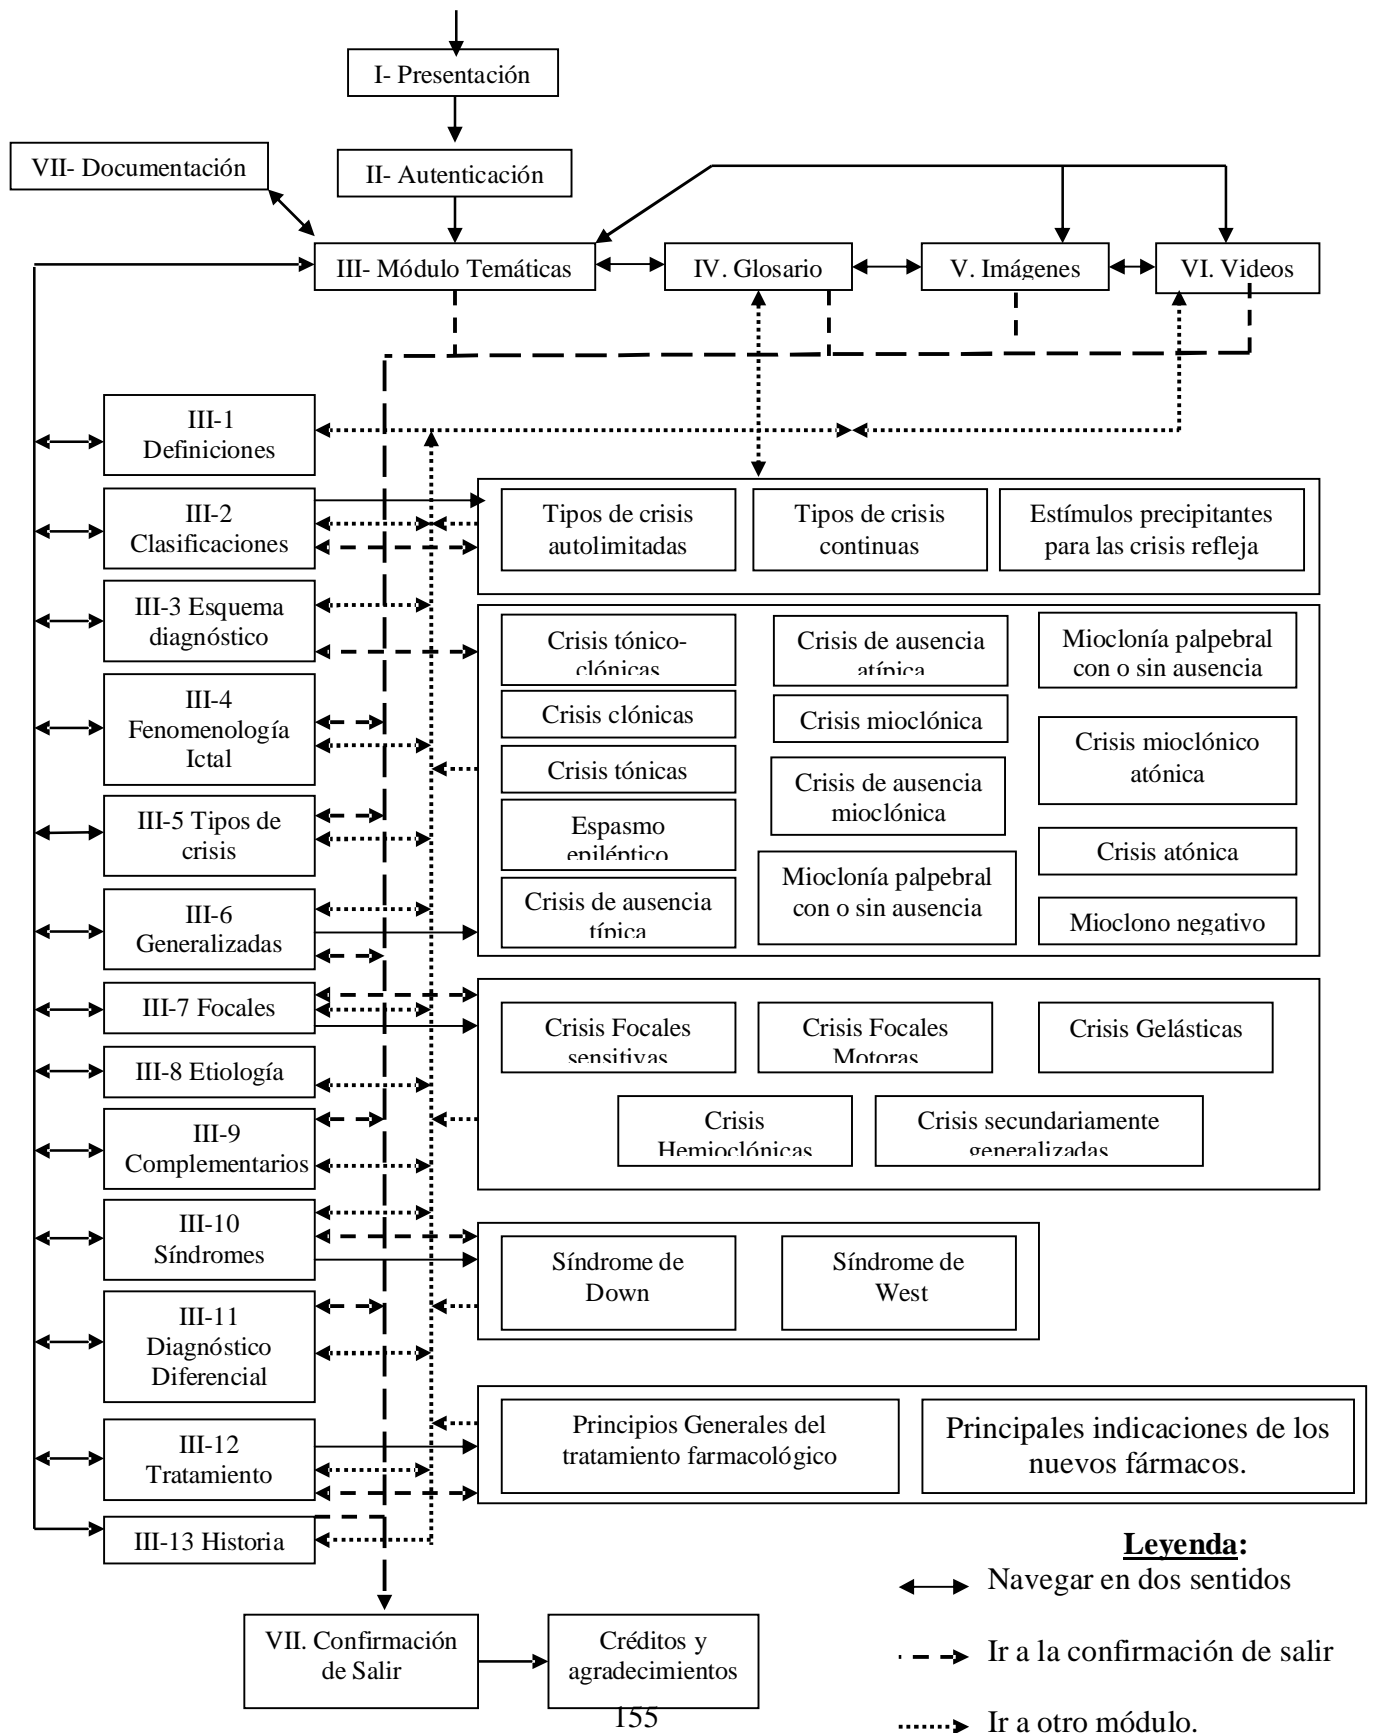 I- Presentación
VII- Documentación
II- Autenticación
III- Módulo Temáticas
IV. Glosario
V. Imágenes
VI. Videos
III-1
Definiciones
III-2
Clasificaciones
Tipos de crisis
autolimitadas
Tipos de crisis
continuas
Estímulos precipitantes
para las crisis refleja
III-3 Esquema
diagnóstico
III-4
Fenomenología
Ictal
III-5 Tipos de
crisis
III-6
Generalizadas
Crisis tónico-
clónicas
Crisis clónicas
Crisis tónicas
Espasmo
epiléptico
Crisis de ausencia
típica
Crisis de ausencia
atípica
Crisis mioclónica
Crisis de ausencia
mioclónica
Mioclonía palpebral
con o sin ausencia
Mioclonía palpebral
con o sin ausencia
Crisis mioclónico
atónica
Crisis atónica
Mioclono negativo
III-7 Focales
III-8 Etiología
III-9
Complementarios
Crisis Focales
sensitivas
Crisis Focales
Motoras
Crisis Gelásticas
Crisis
Hemioclónicas
Crisis secundariamente
generalizadas
III-10
Síndromes
Síndrome de
Down
Síndrome de
West
III-11
Diagnóstico
Diferencial
III-12
Tratamiento
Principios Generales del
tratamiento farmacológico
Principales indicaciones de los
nuevos fármacos.
III-13 Historia
VII. Confirmación
de Salir
Créditos y
agradecimientos
Leyenda:
Navegar en dos sentidos
Ir a la confirmación de salir
Ir a otro módulo.
155